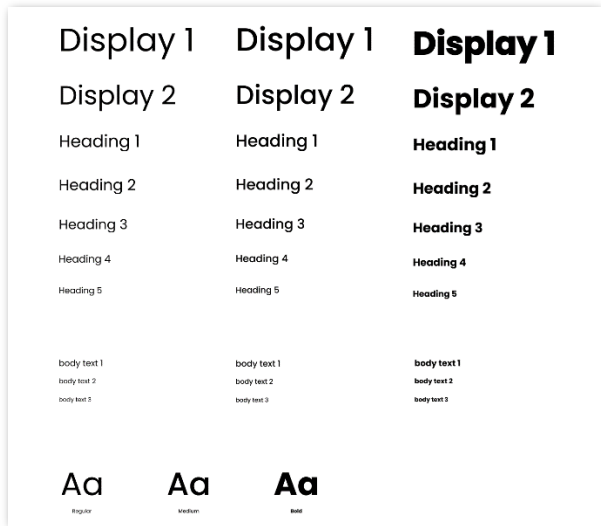 Display 1 Display 1 Display 1
Display 2 Display 2 Display 2
Heading 1 Heading 1 Heading 1
Heading 2 Heading 2 Heading 2
Heading 3 Heading 3 Heading 3
Heading 4 Heading 4 Heading 4
Heading 5 Heading 5 Heading 5
body text 1 body text 1 body text 1
body text 2 body text 2 body text 2
body text 3 body text 3 body text 3
Aa Aa Aa
Regular Medium Bold